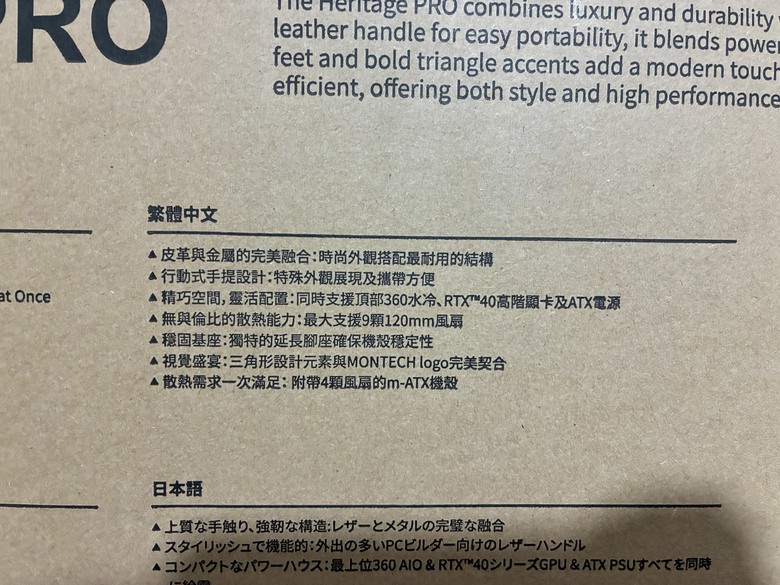 PRO
The Heritage PRO combines luxury and durability
leather handle for easy portability, it blends power
feet and bold triangle accents add a modern touch
efficient, offering both style and high performance
繁體中文
▲ 皮革與金屬的完美融合：時尚外觀搭配最耐用的結構
▲ 行動式手提設計：特殊外觀展現及攜帶方便
at Once
▲ 精巧空間，靈活配置：同時支援頂部360水冷、RTX™40高階顯卡及ATX電源
▲ 無與倫比的散熱能力：最大支援9顆120mm風扇
▲ 穩固基座：獨特的延長腳座確保機殼穩定性
▲ 視覺盛宴：三角形設計元素與MONTECH logo完美契合
▲ 散熱需求一次滿足：附帶4顆風扇的m-ATX機殼
日本語
▲ 上質な手触り、強靭な構造:レザーとメタルの完璧な融合
▲ スタイリッシュで機能的：外出の多いPCビルダー向けのレザーハンドル
▲ コンパクトなパワーハウス：最上位360 AIO & RTX™40シリーズGPU & ATX PSUすべてを同時